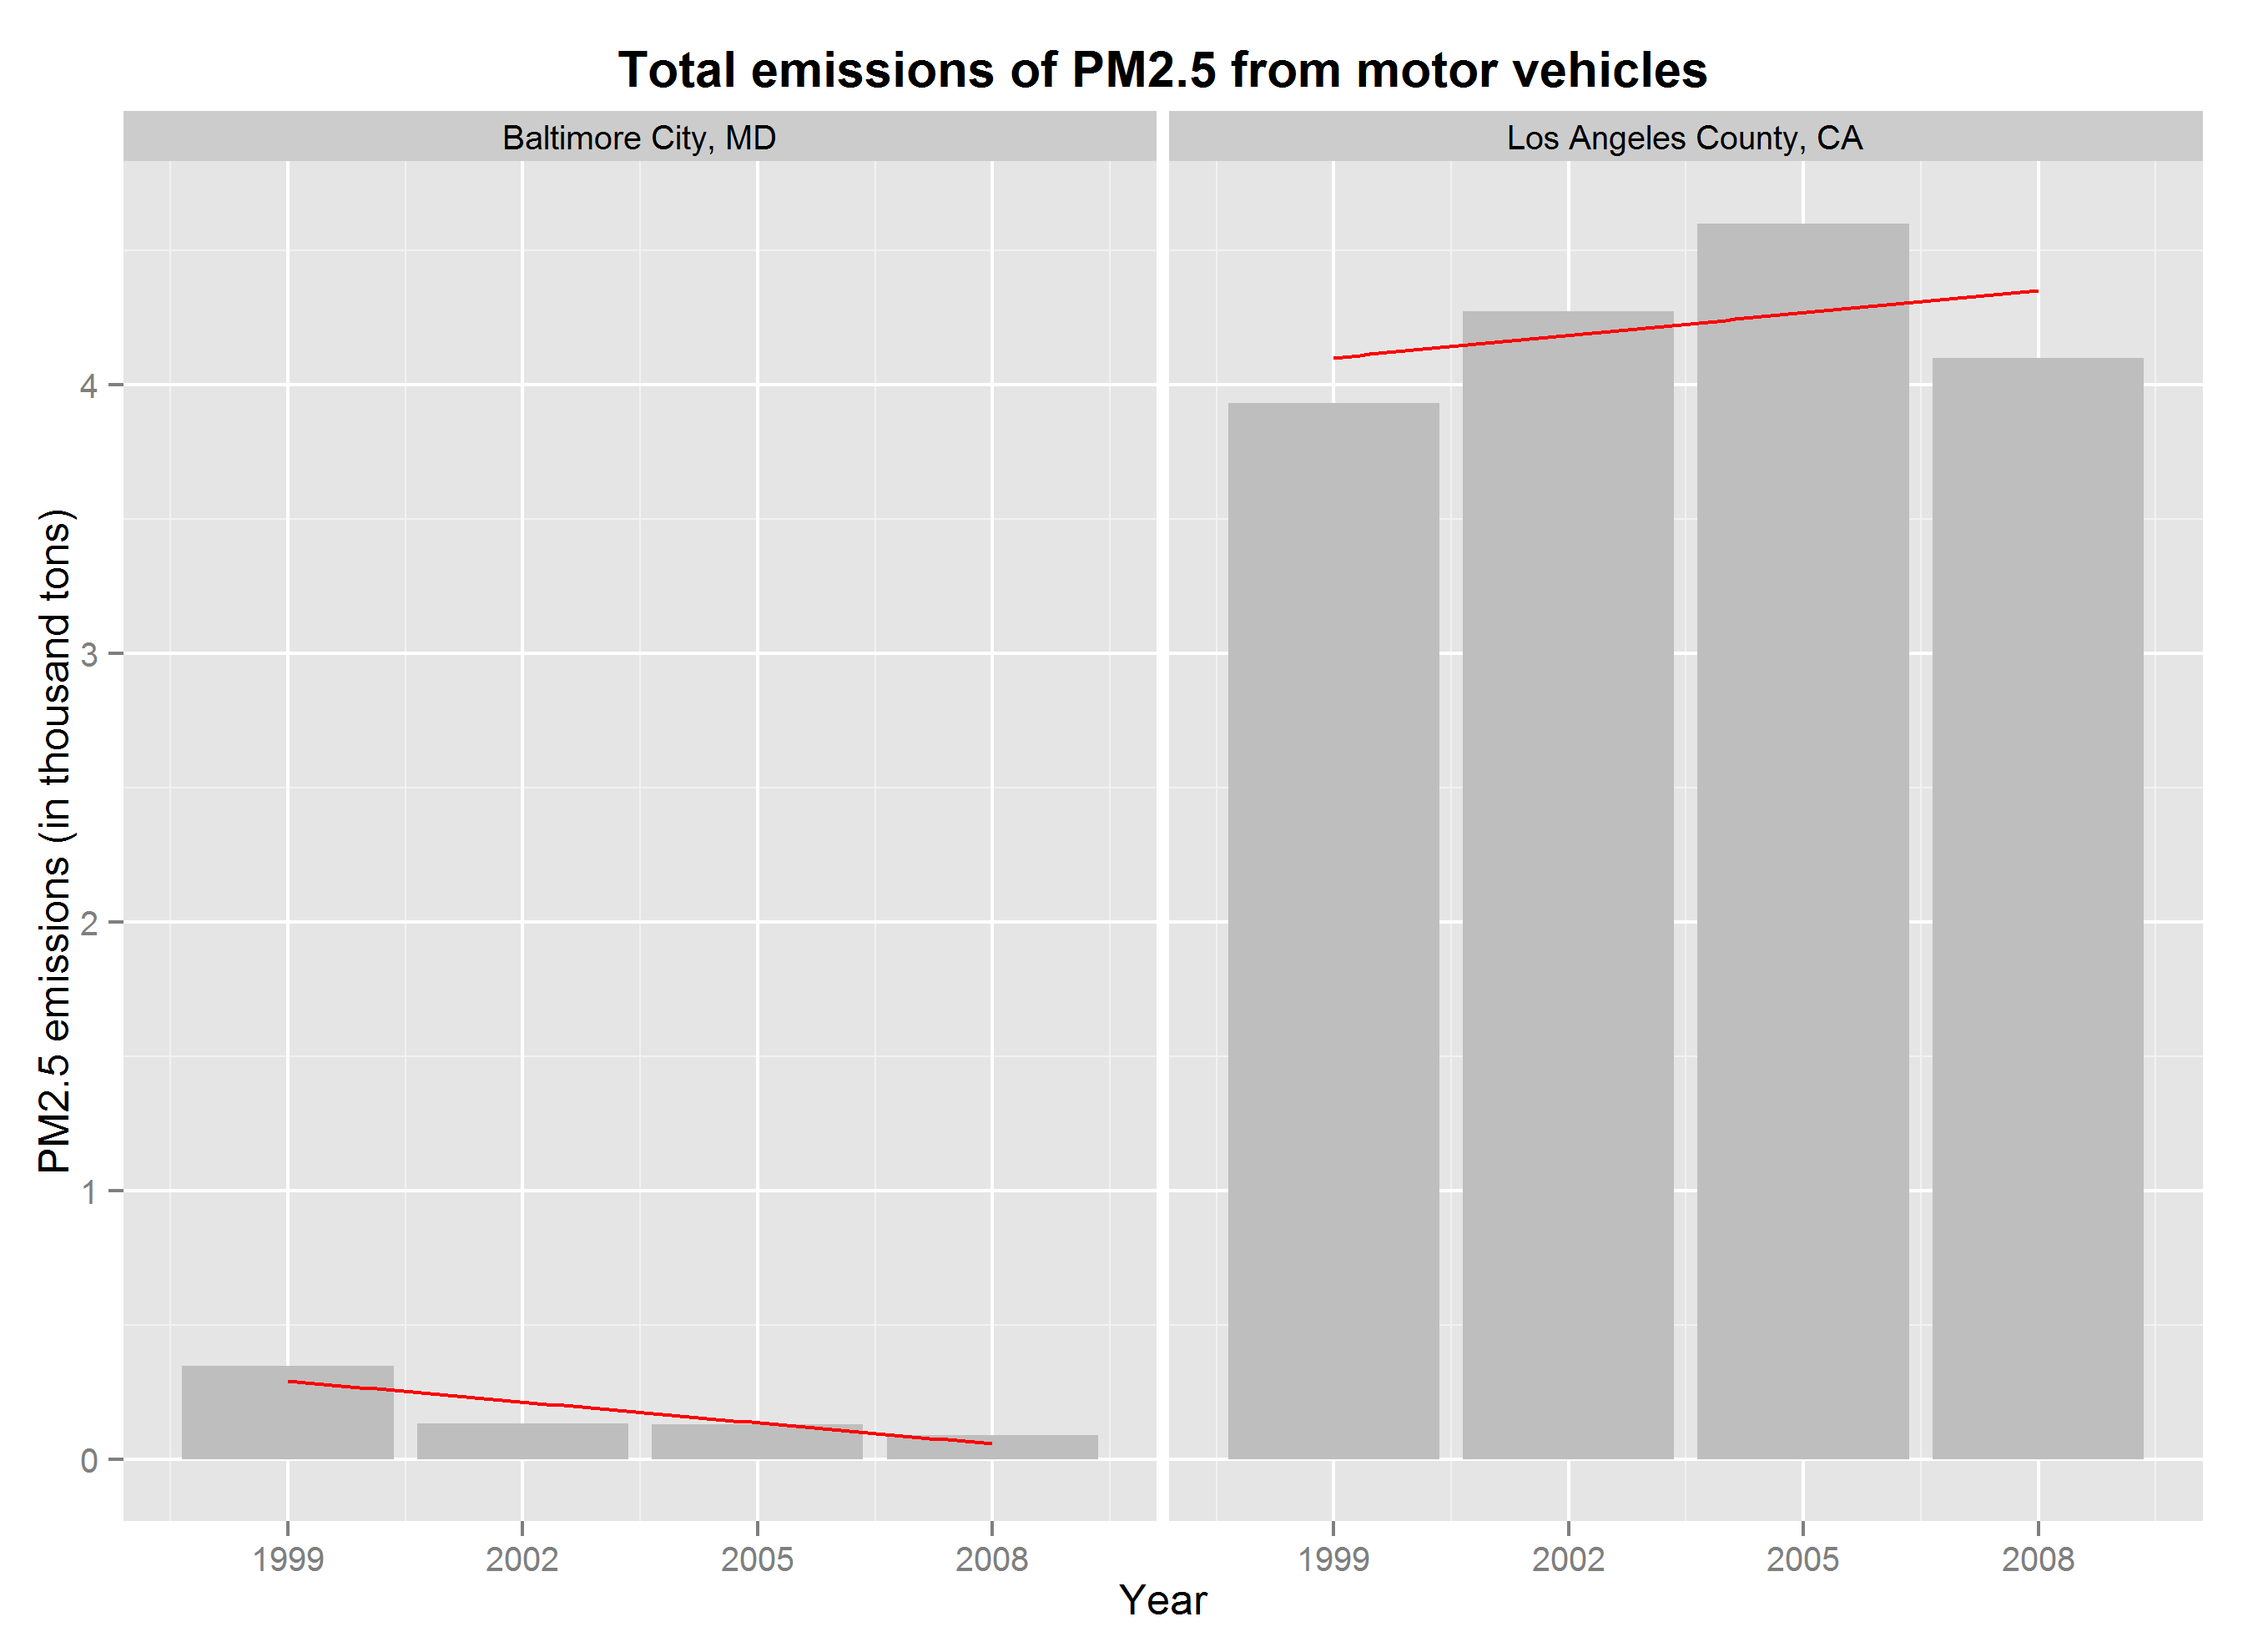 Total emissions of PM2.5 from motor vehicles
Baltimore City, MD
Los Angeles County, CA
PM2.5 emissions (in thousand tons)
4
3
2
1
0
1999 2002 2005 2008 1999 2002 2005 2008
Year